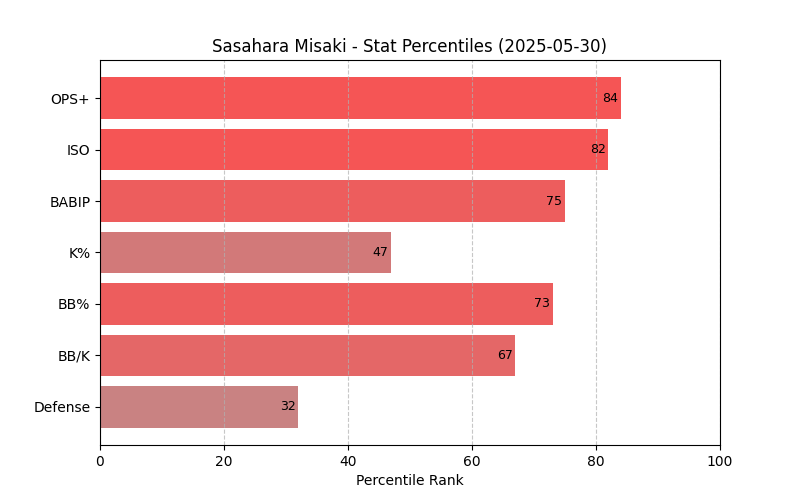 Sasahara Misaki - Stat Percentiles (2025-05-30)
OPS+ 84
ISO 82
BABIP 75
K% 47
BB% 73
BB/K 67
Defense 32
0 20 40 60 80 100
Percentile Rank